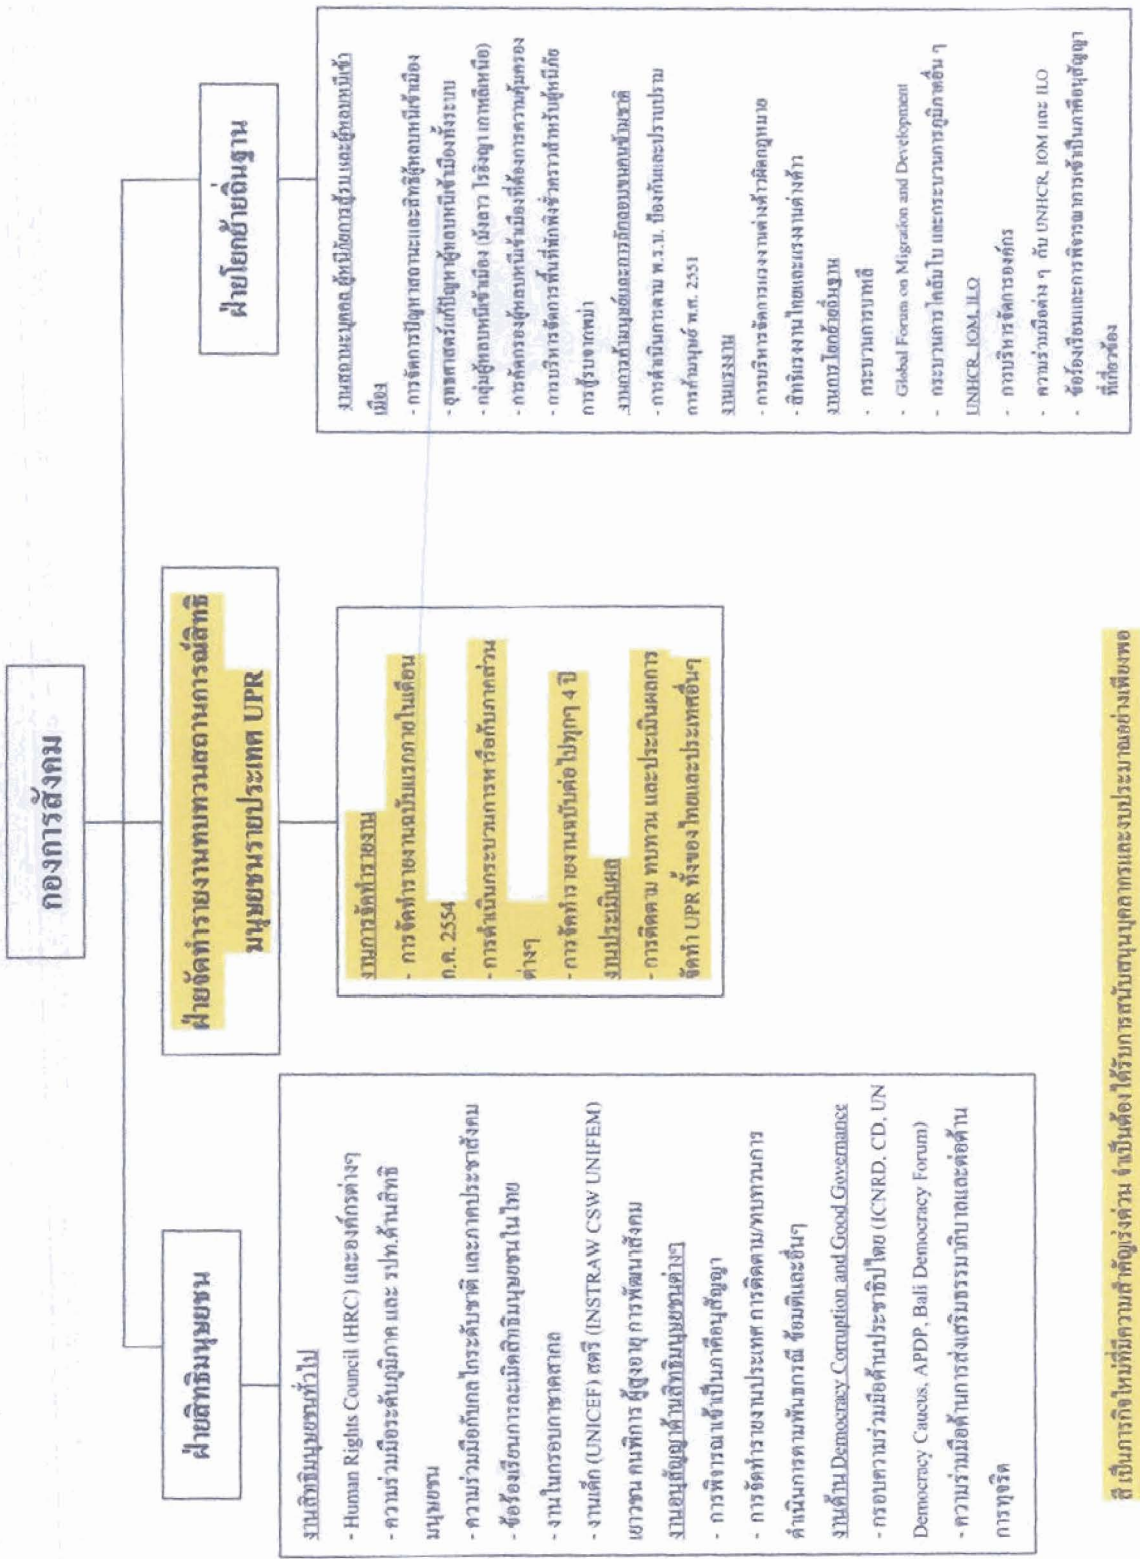 กองการสังคม
ฝ่ายสิทธิมนุษยชน
งานสิทธิมนุษยชนทั่วไป
- Human Rights Council (HRC) และองค์กรต่างๆ
- ความร่วมมือระดับภูมิภาค และ รปท.ด้านสิทธิ
มนุษยชน
- ความร่วมมือกับกลไกระดับชาติ และภาคประชาสังคม
- ข้อร้องเรียนการละเมิดสิทธิมนุษยชนในไทย
- งานในกรอบกาชาดสากล
- งานเด็ก (UNICEF) สตรี (INSTRAW CSW UNIFEM)
เยาวชน คนพิการ ผู้สูงอายุ การพัฒนาสังคม
งานอนุสัญญาด้านสิทธิมนุษยชนต่างๆ
- การพิจารณาเข้าเป็นภาคีอนุสัญญา
- การจัดทำรายงานประเทศ การติดตาม/ทบทวนการ
ดำเนินการตามพันธกรณี ข้อมติและอื่นๆ
งานด้าน Democracy Corruption and Good Governance
- กรอบความร่วมมือด้านประชาธิปไตย (ICNRD, CD, UN
Democracy Caucus, APDP, Bali Democracy Forum)
- ความร่วมมือด้านการส่งเสริมธรรมาภิบาลและต่อต้าน
การทุจริต
ฝ่ายจัดทำรายงานทบทวนสถานการณ์สิทธิ
มนุษยชนรายประเทศ UPR
งานการจัดทำรายงาน
- การจัดทำรายงานฉบับแรกภายในเดือน
ก.ค. 2554
- การดำเนินกระบวนการหารือกับภาคส่วน
ต่างๆ
- การจัดทำรายงานฉบับต่อไปทุกๆ 4 ปี
งานประเมินผล
- การติดตาม ทบทวน และประเมินผลการ
จัดทำ UPR ทั้งของไทยและประเทศอื่นๆ
ฝ่ายโยกย้ายถิ่นฐาน
งานสถานะบุคคล ผู้หนีภัยการสู้รบ และผู้หลบหนีเข้า
เมือง
- การจัดการปัญหาสถานะและสิทธิผู้หลบหนีเข้าเมือง
- ยุทธศาสตร์แก้ปัญหาผู้หลบหนีเข้าเมืองทั้งระบบ
- กลุ่มผู้หลบหนีเข้าเมือง (ม้งลาว โรฮิงญา เกาหลีเหนือ)
- การคัดกรองผู้หลบหนีเข้าเมืองที่ต้องการความคุ้มครอง
- การบริหารจัดการพื้นที่พักพิงชั่วคราวสำหรับผู้หนีภัย
การสู้รบจากพม่า
งานการค้ามนุษย์และการลักลอบขนคนข้ามชาติ
- การดำเนินการตาม พ.ร.บ. ป้องกันและปราบปราม
การค้ามนุษย์ พ.ศ. 2551
งานแรงงาน
- การบริหารจัดการแรงงานต่างด้าวผิดกฎหมาย
- สิทธิแรงงานไทยและแรงงานต่างด้าว
งานการโยกย้ายถิ่นฐาน
- กระบวนการบาหลี
- Global Forum on Migration and Development
- กระบวนการโคลัมโบ และกระบวนการภูมิภาคอื่น ๆ
UNHCR, IOM, ILO
- การบริหารจัดการองค์กร
- ความร่วมมือต่าง ๆ กับ UNHCR, IOM และ ILO
- ข้อร้องเรียนและการพิจารณาการเข้าเป็นภาคีอนุสัญญา
ที่เกี่ยวข้อง
สี เป็นภารกิจใหม่ที่มีความสำคัญเร่งด่วน จำเป็นต้องได้รับการสนับสนุนบุคลากรและงบประมาณอย่างเพียงพอ